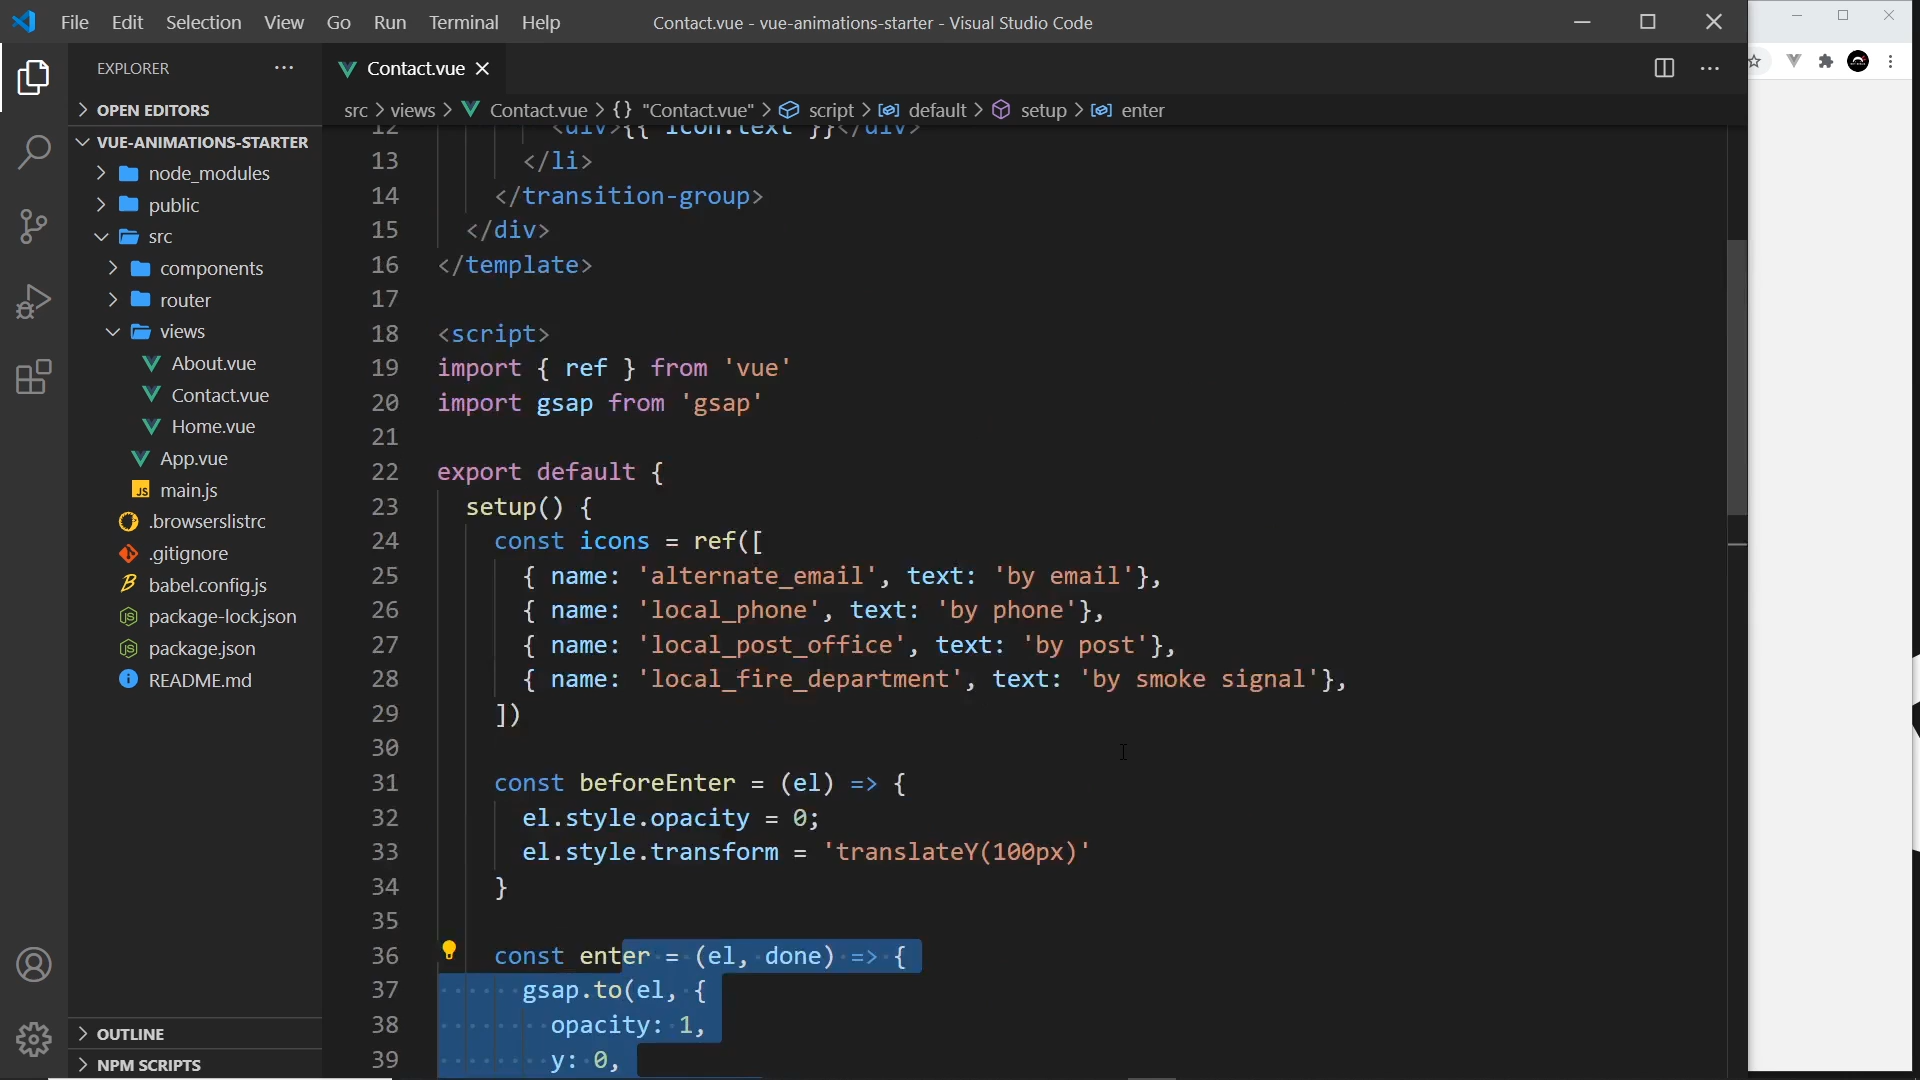 File Edit Selection View Go Run Terminal Help
Contact.vue - vue-animations-starter - Visual Studio Code
EXPLORER
OPEN EDITORS
VUE-ANIMATIONS-STARTER
node_modules
public
src
components
router
views
About.vue
Contact.vue
Home.vue
App.vue
JS main.js
.browserslistrc
.gitignore
babel.config.js
package-lock.json
package.json
README.md
OUTLINE
NPM SCRIPTS
Contact.vue
src > views > Contact.vue > {} "Contact.vue" > script > default > setup > enter
12 <div>{{ icon.text }}</div>
13 </li>
14 </transition-group>
15 </div>
16 </template>
17
18 <script>
19 import { ref } from 'vue'
20 import gsap from 'gsap'
21
22 export default {
23 setup() {
24 const icons = ref([
25 { name: 'alternate_email', text: 'by email'},
26 { name: 'local_phone', text: 'by phone'},
27 { name: 'local_post_office', text: 'by post'},
28 { name: 'local_fire_department', text: 'by smoke signal'},
29 ])
30
31 const beforeEnter = (el) => {
32 el.style.opacity = 0;
33 el.style.transform = 'translateY(100px)'
34 }
35
36 const enter = (el, done) => {
37 gsap.to(el, {
38 opacity: 1,
39 y: 0,